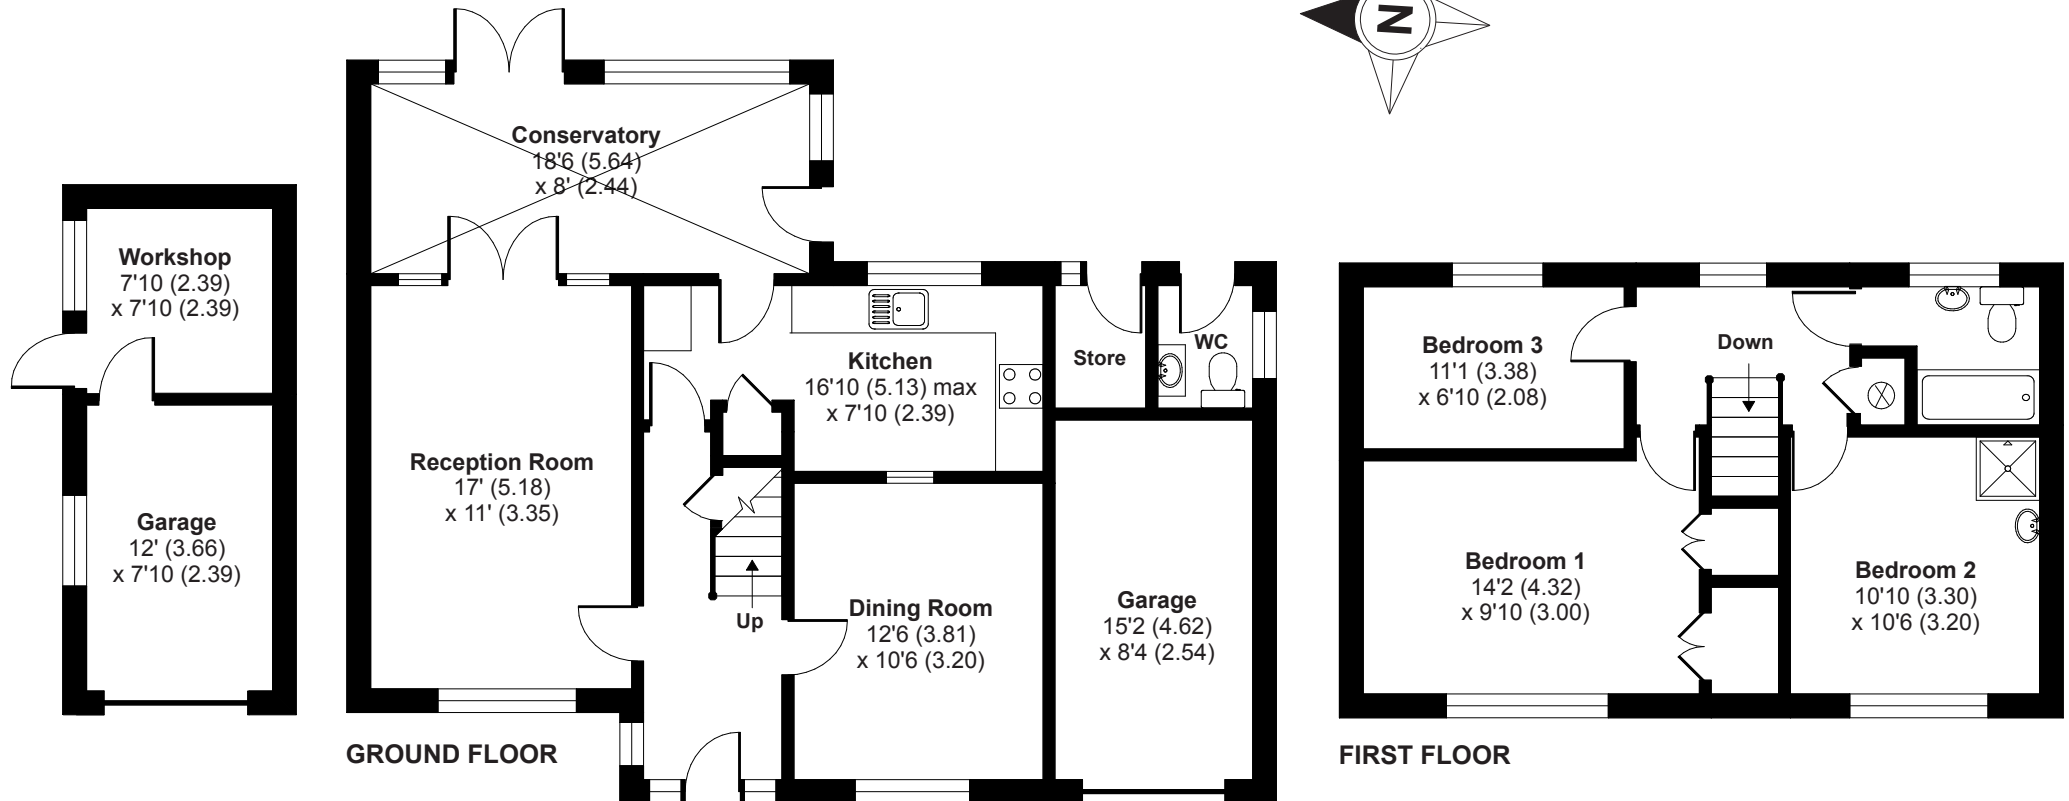 N
Conservatory
18'6 (5.64)
x 8' (2.44)
Workshop
7'10 (2.39)
x 7'10 (2.39)
Garage
12' (3.66)
x 7'10 (2.39)
Reception Room
17' (5.18)
x 11' (3.35)
Kitchen
16'10 (5.13) max
x 7'10 (2.39)
Store
WC
Up
Dining Room
12'6 (3.81)
x 10'6 (3.20)
Garage
15'2 (4.62)
x 8'4 (2.54)
GROUND FLOOR
Bedroom 3
11'1 (3.38)
x 6'10 (2.08)
Down
Bedroom 1
14'2 (4.32)
x 9'10 (3.00)
Bedroom 2
10'10 (3.30)
x 10'6 (3.20)
FIRST FLOOR